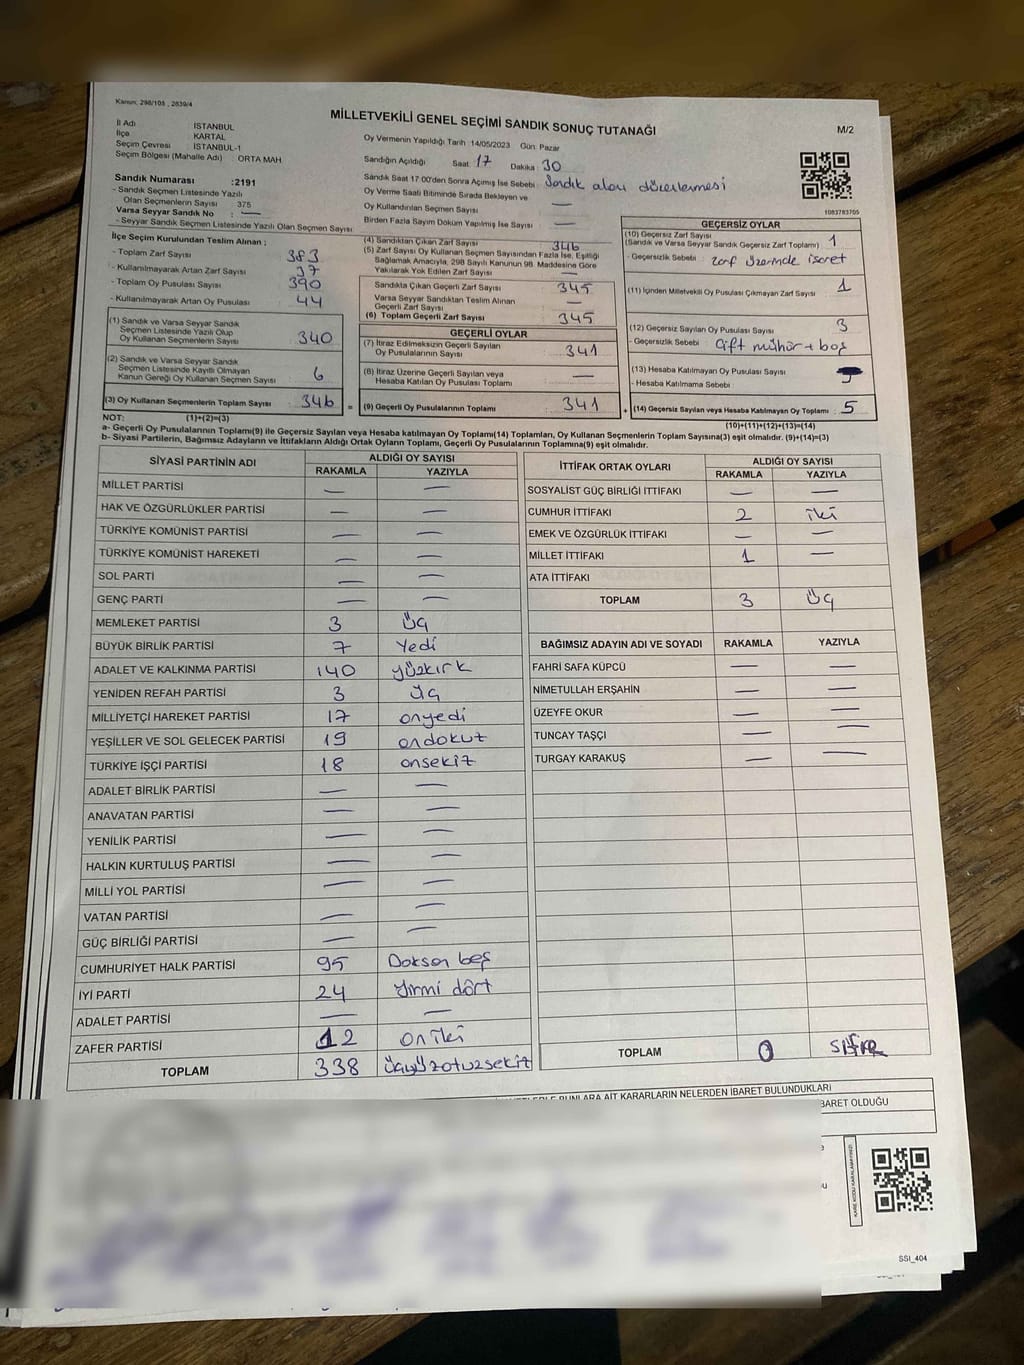 Kanun: 298/105 , 2839/4
MİLLETVEKİLİ GENEL SEÇİMİ SANDIK SONUÇ TUTANAĞI
M/2
İl Adı İSTANBUL
İlçe KARTAL
Seçim Çevresi İSTANBUL-1
Seçim Bölgesi (Mahalle Adı) : ORTA MAH
Oy Vermenin Yapıldığı Tarih 14/05/2023 Gün: Pazar
Sandığın Açıldığı Saat 17 Dakika 30
Sandık Saat 17.00'den Sonra Açımış İse Sebebi Sandık alanı düzenlemesi
Oy Verme Saati Bitiminde Sırada Bekleyen ve
Oy Kullandırılan Seçmen Sayısı —
Birden Fazla Sayım Döküm Yapılmış İse Sayısı —
1083783705
Sandık Numarası :2191
- Sandık Seçmen Listesinde Yazılı
Olan Seçmenlerin Sayısı 375
Varsa Seyyar Sandık No : —
- Seyyar Sandık Seçmen Listesinde Yazılı Olan Seçmen Sayısı
İlçe Seçim Kurulundan Teslim Alınan ;
- Toplam Zarf Sayısı 383
- Kullanılmayarak Artan Zarf Sayısı 37
- Toplam Oy Pusulası Sayısı 390
- Kullanılmayarak Artan Oy Pusulası 44
(1) Sandık ve Varsa Seyyar Sandık
Seçmen Listesinde Yazılı Olup
Oy Kullanan Seçmenlerin Sayısı 340
(2) Sandık ve Varsa Seyyar Sandık
Seçmen Listesinde Kayıtlı Olmayan
Kanun Gereği Oy Kullanan Seçmen Sayısı 6
(3) Oy Kullanan Seçmenlerin Toplam Sayısı 346
(4) Sandıktan Çıkan Zarf Sayısı 346
(5) Zarf Sayısı Oy Kullanan Seçmen Sayısından Fazla İse, Eşitliği
Sağlamak Amacıyla, 298 Sayılı Kanunun 98. Maddesine Göre
Yakılarak Yok Edilen Zarf Sayısı —
Sandıkta Çıkan Geçerli Zarf Sayısı 345
Varsa Seyyar Sandıktan Teslim Alınan
Geçerli Zarf Sayısı —
(6) Toplam Geçerli Zarf Sayısı 345
GEÇERLİ OYLAR
(7) İtiraz Edilmeksizin Geçerli Sayılan
Oy Pusulalarının Sayısı 341
(8) İtiraz Üzerine Geçerli Sayılan veya
Hesaba Katılan Oy Pusulası Toplamı —
= (9) Geçerli Oy Pusulalarının Toplamı 341
GEÇERSİZ OYLAR
(10) Geçersiz Zarf Sayısı
(Sandık ve Varsa Seyyar Sandık Geçersiz Zarf Toplamı) 1
- Geçersizlik Sebebi : zarf üzerinde işaret
(11) İçinden Milletvekili Oy Pusulası Çıkmayan Zarf Sayısı 1
(12) Geçersiz Sayılan Oy Pusulası Sayısı 3
- Geçersizlik Sebebi : Çift mühür + boş
(13) Hesaba Katılmayan Oy Pusulası Sayısı
- Hesaba Katılmama Sebebi
+ (14) Geçersiz Sayılan veya Hesaba Katılmayan Oy Toplamı 5
NOT: (1)+(2)=(3)
(10)+(11)+(12)+(13)=(14)
a- Geçerli Oy Pusulalarının Toplamı(9) ile Geçersiz Sayılan veya Hesaba katılmayan Oy Toplamı(14) Toplamları, Oy Kullanan Seçmenlerin Toplam Sayısına(3) eşit olmalıdır. (9)+(14)=(3)
b- Siyasi Partilerin, Bağımsız Adayların ve İttifakların Aldığı Ortak Oyların Toplamı, Geçerli Oy Pusulalarının Toplamına(9) eşit olmalıdır.
SİYASİ PARTİNİN ADI ALDIĞI OY SAYISI
RAKAMLA YAZIYLA
MİLLET PARTİSİ — —
HAK VE ÖZGÜRLÜKLER PARTİSİ — —
TÜRKİYE KOMÜNİST PARTİSİ — —
TÜRKİYE KOMÜNİST HAREKETİ — —
SOL PARTİ — —
GENÇ PARTİ — —
MEMLEKET PARTİSİ 3 üç
BÜYÜK BİRLİK PARTİSİ 7 Yedi
ADALET VE KALKINMA PARTİSİ 140 yüzkırk
YENİDEN REFAH PARTİSİ 3 üç
MİLLİYETÇİ HAREKET PARTİSİ 17 onyedi
YEŞİLLER VE SOL GELECEK PARTİSİ 19 ondokuz
TÜRKİYE İŞÇİ PARTİSİ 18 onsekiz
ADALET BİRLİK PARTİSİ — —
ANAVATAN PARTİSİ — —
YENİLİK PARTİSİ — —
HALKIN KURTULUŞ PARTİSİ — —
MİLLİ YOL PARTİSİ — —
VATAN PARTİSİ — —
GÜÇ BİRLİĞİ PARTİSİ — —
CUMHURİYET HALK PARTİSİ 95 Doksan beş
İYİ PARTİ 24 yirmi dört
ADALET PARTİSİ — —
ZAFER PARTİSİ 12 on iki
TOPLAM 338 üçyüzotuzsekiz
İTTİFAK ORTAK OYLARI ALDIĞI OY SAYISI
RAKAMLA YAZIYLA
SOSYALİST GÜÇ BİRLİĞİ İTTİFAKI — —
CUMHUR İTTİFAKI 2 iki
EMEK VE ÖZGÜRLÜK İTTİFAKI — —
MİLLET İTTİFAKI 1 —
ATA İTTİFAKI
TOPLAM 3 üç
BAĞIMSIZ ADAYIN ADI VE SOYADI RAKAMLA YAZIYLA
FAHRİ SAFA KÜPCÜ — —
NİMETULLAH ERŞAHİN — —
ÜZEYFE OKUR — —
TUNCAY TAŞÇI — —
TURGAY KARAKUŞ — —
TOPLAM 0 sıfır
BUNLARA AİT KARARLARIN NELERDEN İBARET BULUNDUKLARI
İBARET OLDUĞU
SSI_404